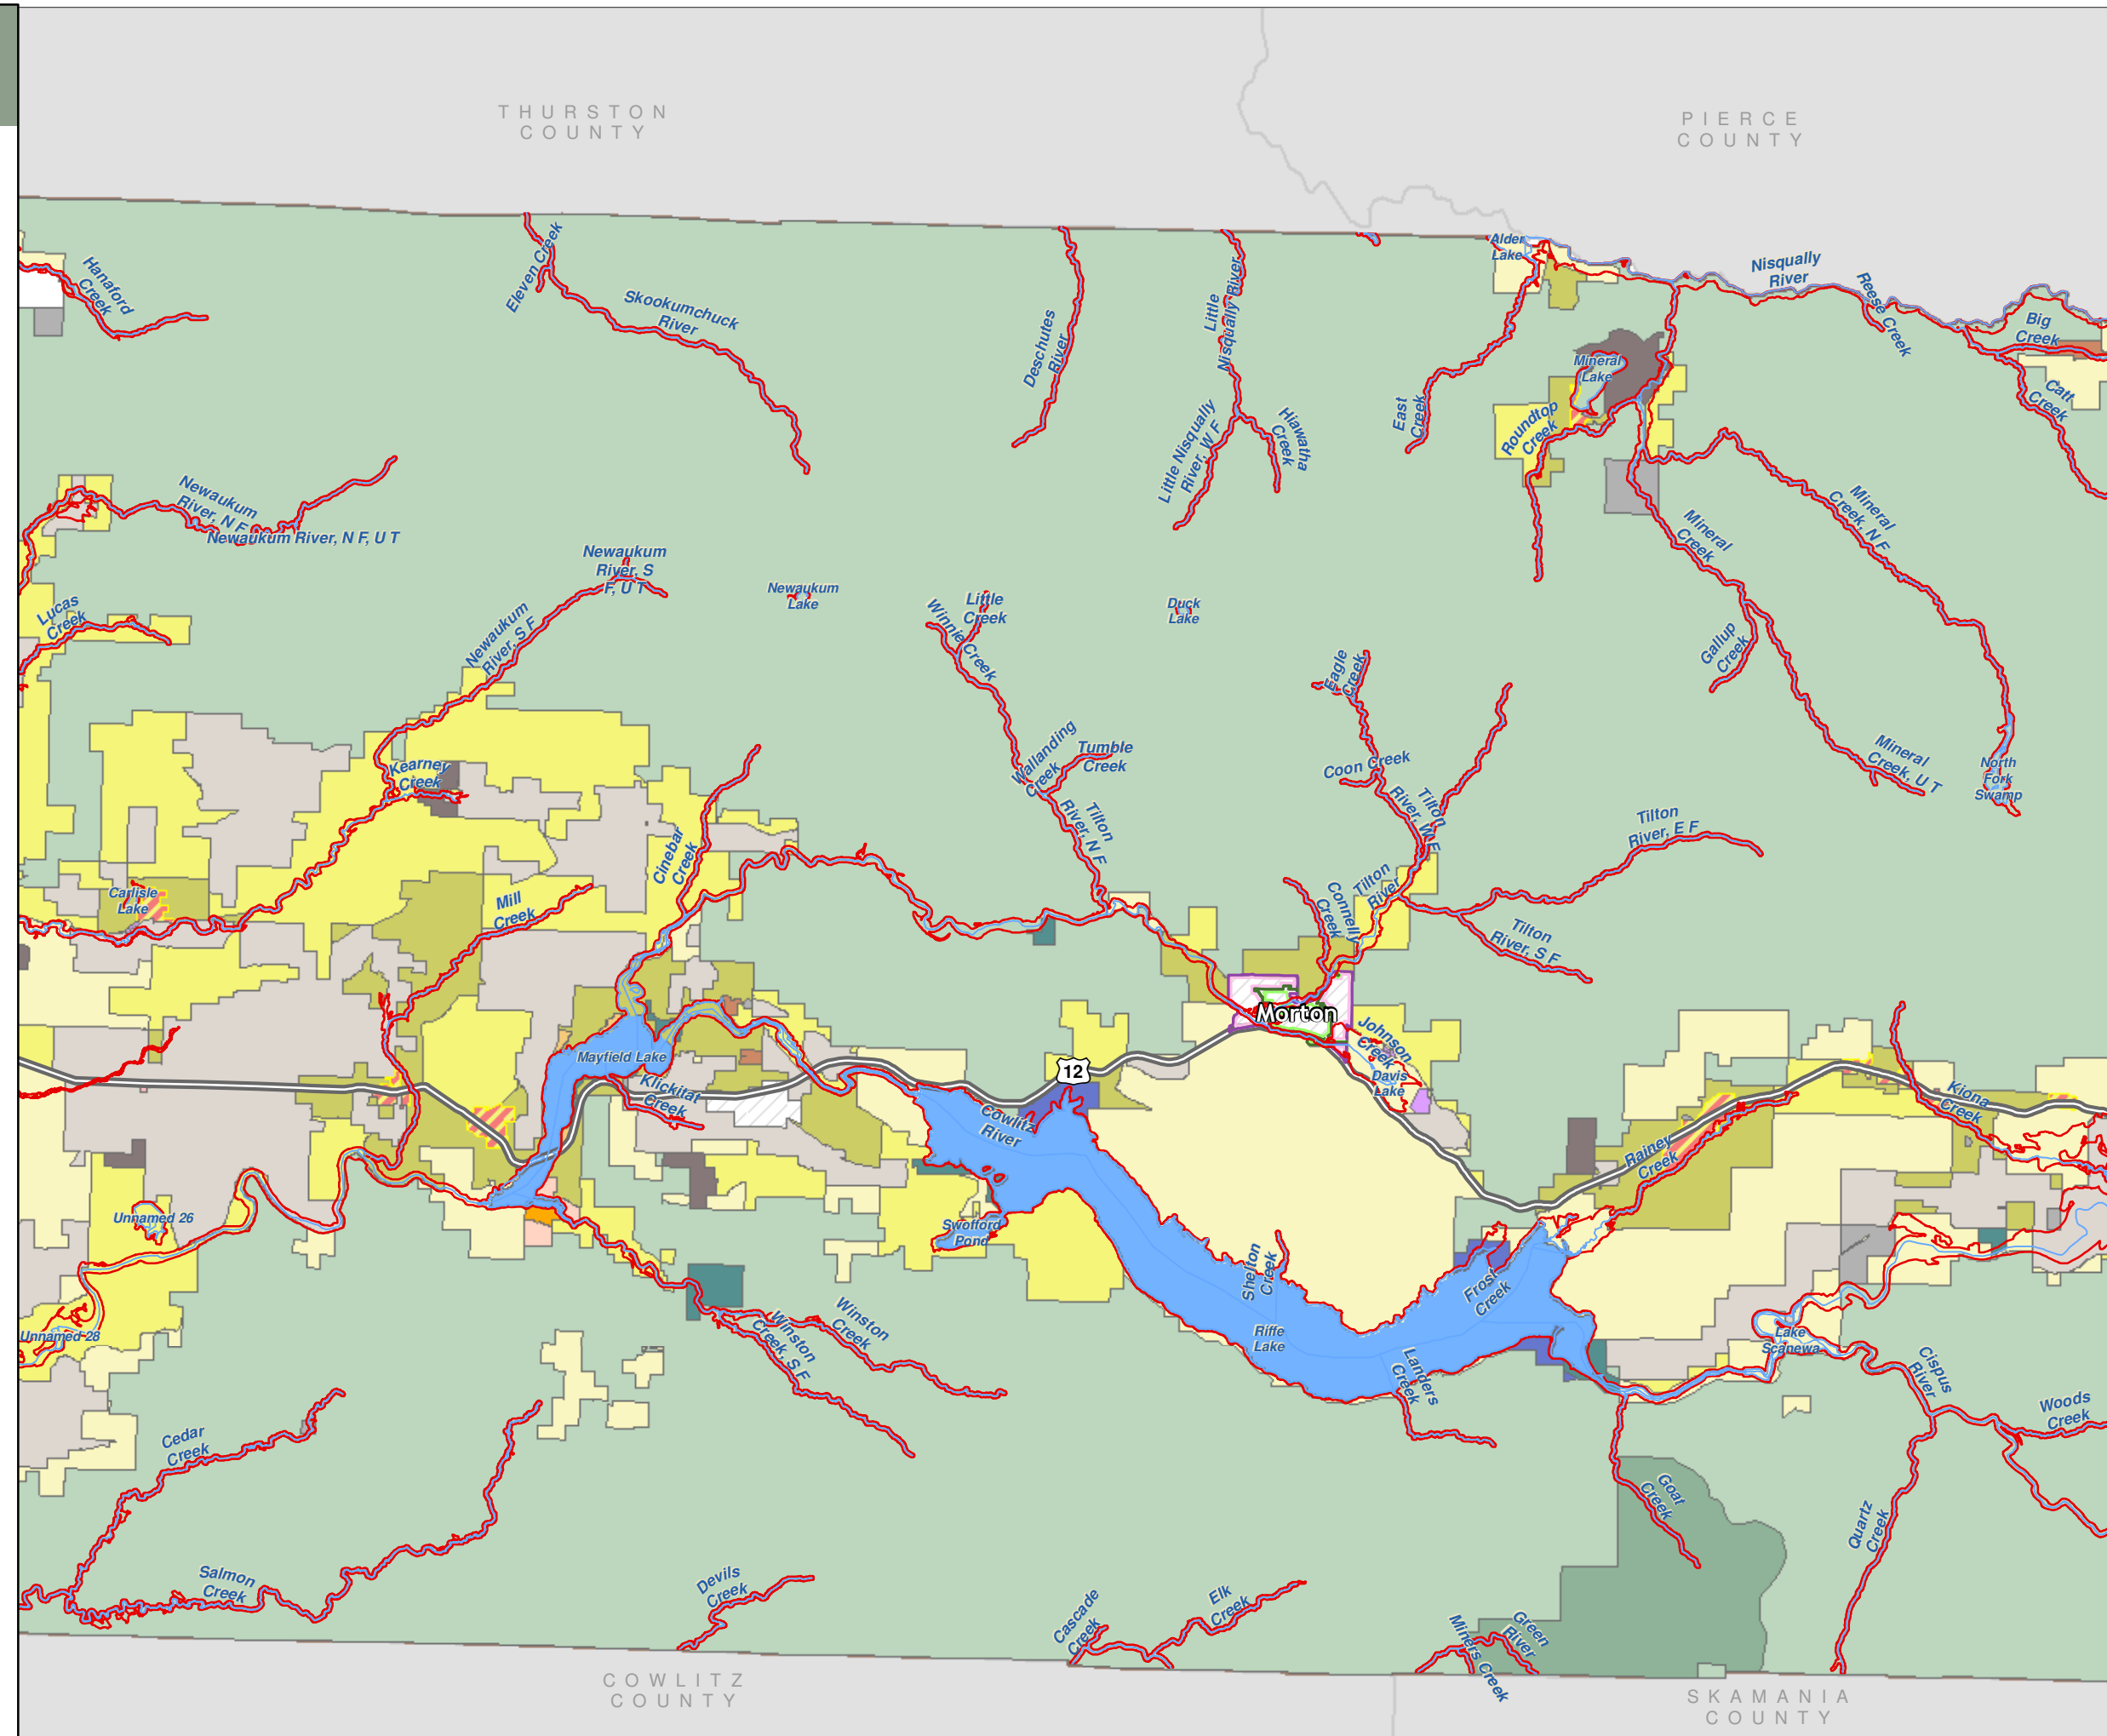 THURSTON
COUNTY
PIERCE
COUNTY
Hanaford
Creek
Eleven Creek
Skookumchuck
River
Deschutes
River
Little
Nisqually River
Alder
Lake
Nisqually
River
Reese Creek
Big
Creek
Catt
Creek
Mineral
Lake
Roundtop
Creek
East
Creek
Hiawatha
Creek
Little Nisqually
River, W F
Newaukum
River, N F
Newaukum River, N F, U T
Newaukum
River, S
F, U T
Newaukum
River, S F
Newaukum
Lake
Little
Creek
Winnie Creek
Duck
Lake
Mineral
Creek
Mineral
Creek, N F
Gallup
Creek
Lucas
Creek
Eagle
Creek
Kearney
Creek
Wallanding
Creek
Tumble
Creek
Coon Creek
Mineral
Creek, U T
North
Fork
Swamp
Tilton
River, N F
Tilton
River, W F
Tilton
River, E F
Cinebar
Creek
Carlisle
Lake
Mill
Creek
Connelly
Creek
Tilton
River
Tilton
River, S F
Morton
Johnson
Creek
Davis
Lake
Mayfield Lake
Klickitat
Creek
12
Cowlitz
River
Kiona
Creek
Rainey
Creek
Unnamed 26
Swofford
Pond
Shelton
Creek
Frost
Creek
Unnamed 28
Winston
Creek
Winston
Creek, S F
Riffe
Lake
Landers
Creek
Lake
Scanewa
Cispus
River
Woods
Creek
Cedar
Creek
Goat
Creek
Quartz
Creek
Salmon
Creek
Devils
Creek
Cascade
Creek
Elk
Creek
Miners Creek
Green
River
COWLITZ
COUNTY
SKAMANIA
COUNTY